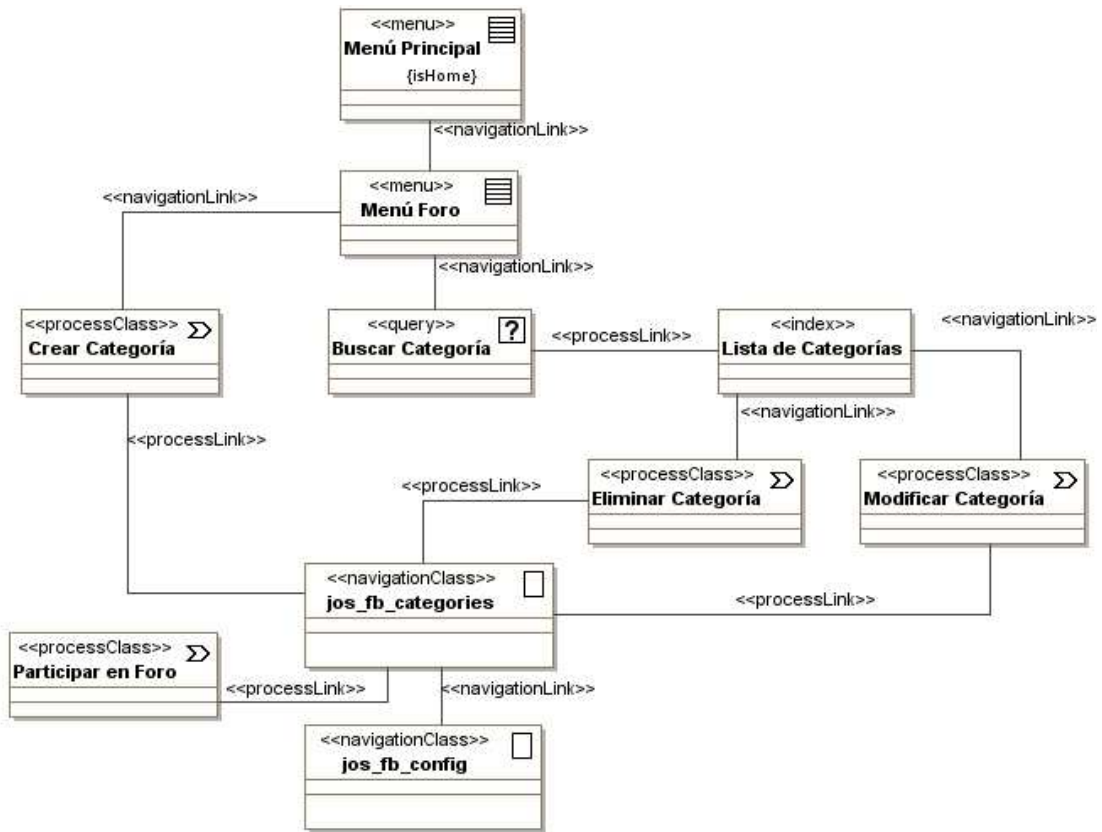 <<menu>>
Menú Principal
{isHome}
<<navigationLink>>
<<menu>>
Menú Foro
<<navigationLink>>
<<navigationLink>>
<<processClass>>
Crear Categoría
<<query>>
?
Buscar Categoría
<<processLink>>
<<index>>
Lista de Categorías
<<navigationLink>>
<<navigationLink>>
<<processLink>>
<<processClass>>
Eliminar Categoría
<<processClass>>
Modificar Categoría
<<processLink>>
<<navigationClass>>
jos_fb_categories
<<processLink>>
<<processClass>>
Participar en Foro
<<processLink>>
<<navigationLink>>
<<navigationClass>>
jos_fb_config